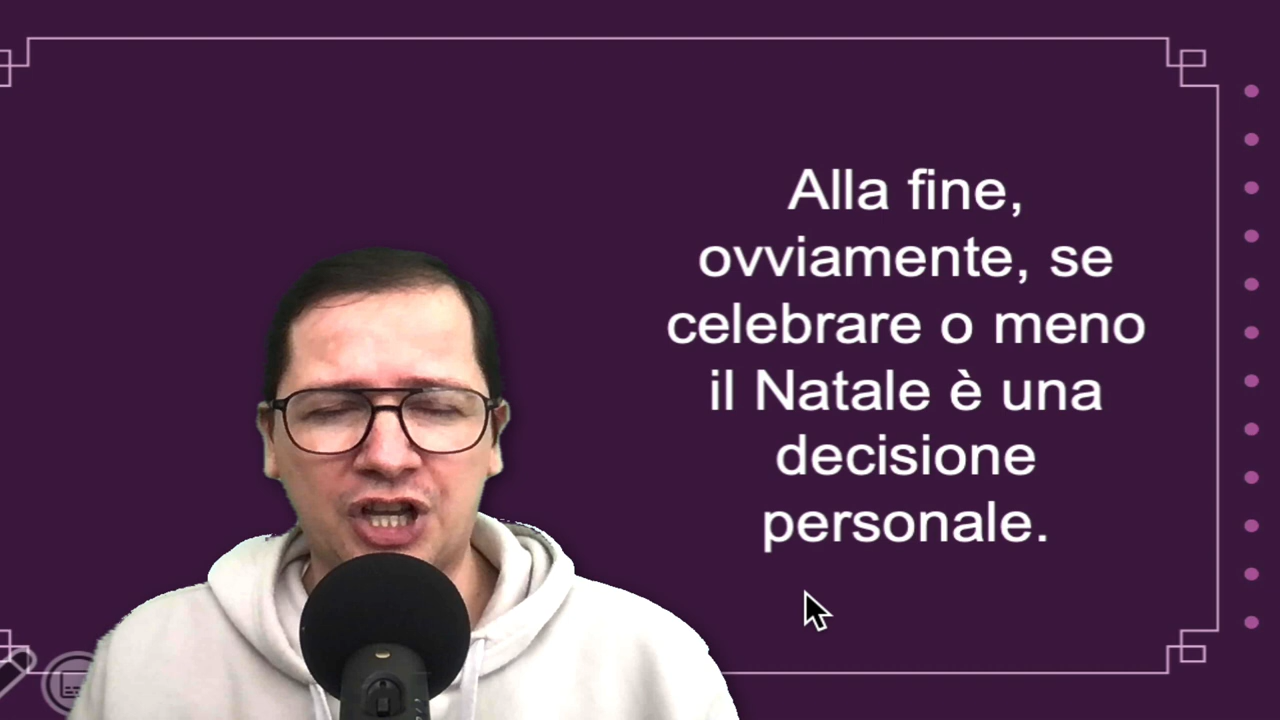 Alla fine,
ovviamente, se
celebrare o meno
il Natale è una
decisione
personale.